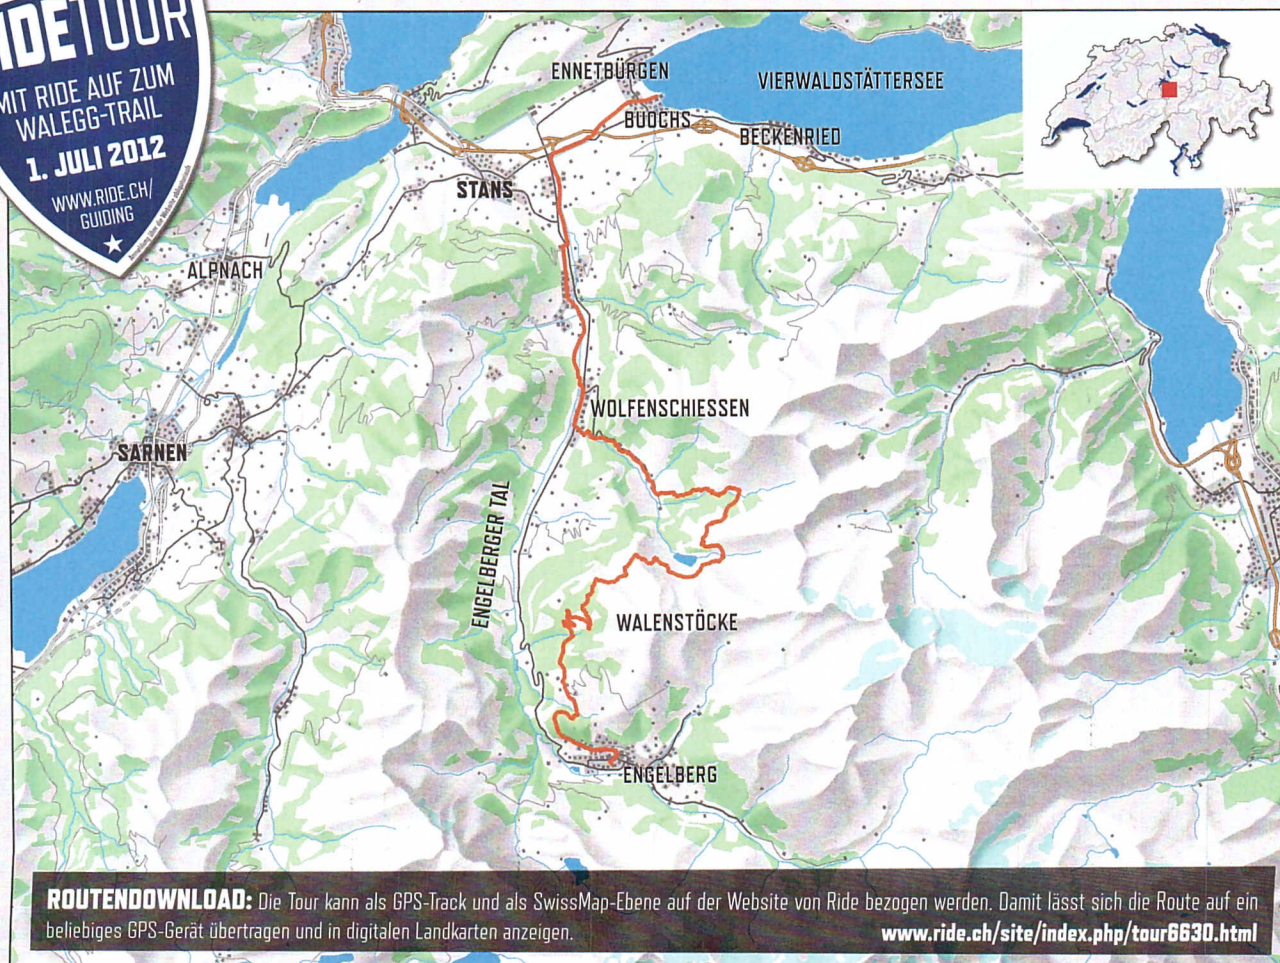 RIDETOUR
MIT RIDE AUF ZUM
WALEGG-TRAIL
1. JULI 2012
WWW.RIDE.CH/
GUIDING
ENNETBÜRGEN
VIERWALDSTÄTTERSEE
BUOCHS
BECKENRIED
STANS
ALPNACH
WOLFENSCHIESSEN
SARNEN
ENGELBERGER TAL
WALENSTÖCKE
ENGELBERG
ROUTENDOWNLOAD: Die Tour kann als GPS-Track und als SwissMap-Ebene auf der Website von Ride bezogen werden. Damit lässt sich die Route auf ein
beliebiges GPS-Gerät übertragen und in digitalen Landkarten anzeigen.
www.ride.ch/site/index.php/tour6630.html